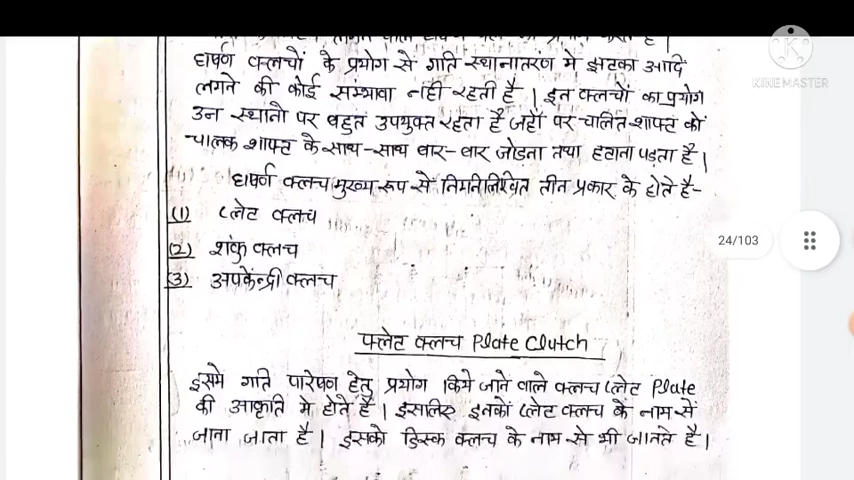 घर्षण क्लचों के प्रयोग से गति स्थानातरण मे झटका आदि
लगने की कोई संम्भावा नही रहती है | इन क्लचों का प्रयोग
उन स्थानो पर बहुत उपयुक्त रहता है जहाँ पर चालित शाफ्ट को
चालक शाफ्ट के साथ-साथ बार-बार जोड़ना तथा हटाना पड़ता है |
घर्षण क्लच मुख्य रूप से निम्नलिखित तीन प्रकार के होते है-
(1) प्लेट क्लच
(2) शंकु क्लच
(3) अपकेन्द्री क्लच
प्लेट क्लच Plate Clutch
इसमे गति पारेषण हेतु प्रयोग किये जाने वाले क्लच प्लेट Plate
की आकृति मे होते है | इसलिए इनकों प्लेट क्लच के नाम सें
जाना जाता है | इसको डिस्क क्लच के नाम से भी जानते है |
24/103
KINEMASTER